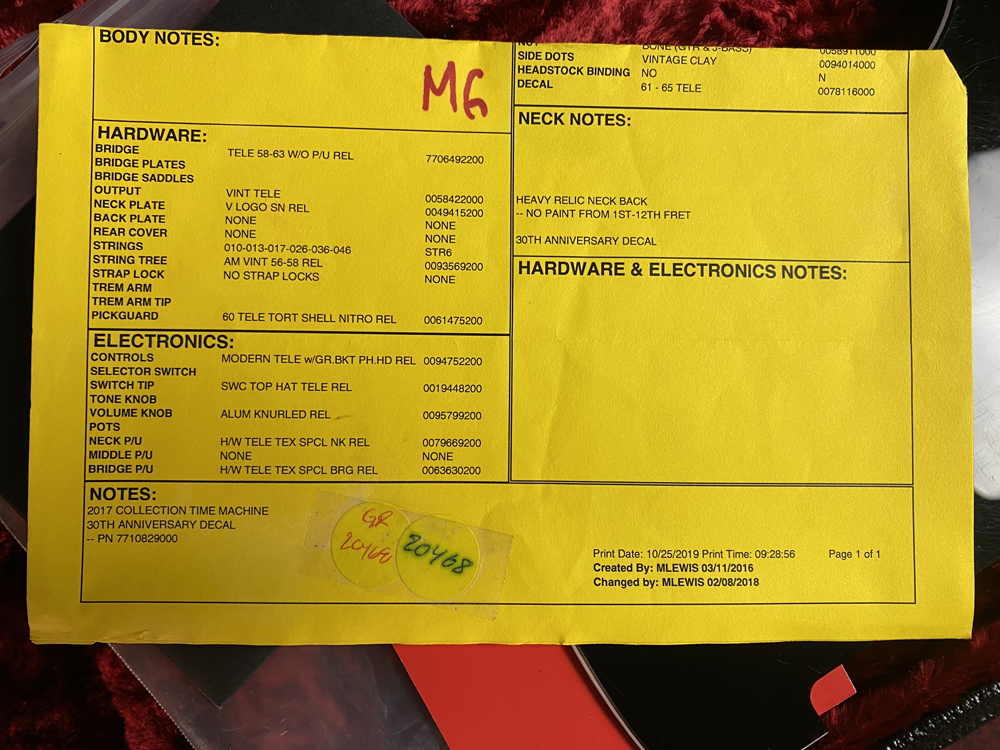 BODY NOTES:
M6
HARDWARE:
BRIDGE TELE 58-63 W/O P/U REL 7706492200
BRIDGE PLATES
BRIDGE SADDLES
OUTPUT VINT TELE 0058422000
NECK PLATE V LOGO SN REL 0049415200
BACK PLATE NONE NONE
REAR COVER NONE NONE
STRINGS 010-013-017-026-036-046 STR6
STRING TREE AM VINT 56-58 REL 0093569200
STRAP LOCK NO STRAP LOCKS NONE
TREM ARM
TREM ARM TIP
PICKGUARD 60 TELE TORT SHELL NITRO REL 0061475200
ELECTRONICS:
CONTROLS MODERN TELE w/GR.BKT PH.HD REL 0094752200
SELECTOR SWITCH
SWITCH TIP SWC TOP HAT TELE REL 0019448200
TONE KNOB
VOLUME KNOB ALUM KNURLED REL 0095799200
POTS
NECK P/U H/W TELE TEX SPCL NK REL 0079669200
MIDDLE P/U NONE NONE
BRIDGE P/U H/W TELE TEX SPCL BRG REL 0063630200
NUT BONE (GTR & J-BASS) 0058911000
SIDE DOTS VINTAGE CLAY 0094014000
HEADSTOCK BINDING NO N
DECAL 61 - 65 TELE 0078116000
NECK NOTES:
HEAVY RELIC NECK BACK
-- NO PAINT FROM 1ST-12TH FRET
30TH ANNIVERSARY DECAL
HARDWARE & ELECTRONICS NOTES:
NOTES:
2017 COLLECTION TIME MACHINE
30TH ANNIVERSARY DECAL
-- PN 7710829000
GR
20468
20468
Print Date: 10/25/2019 Print Time: 09:28:56 Page 1 of 1
Created By: MLEWIS 03/11/2016
Changed by: MLEWIS 02/08/2018